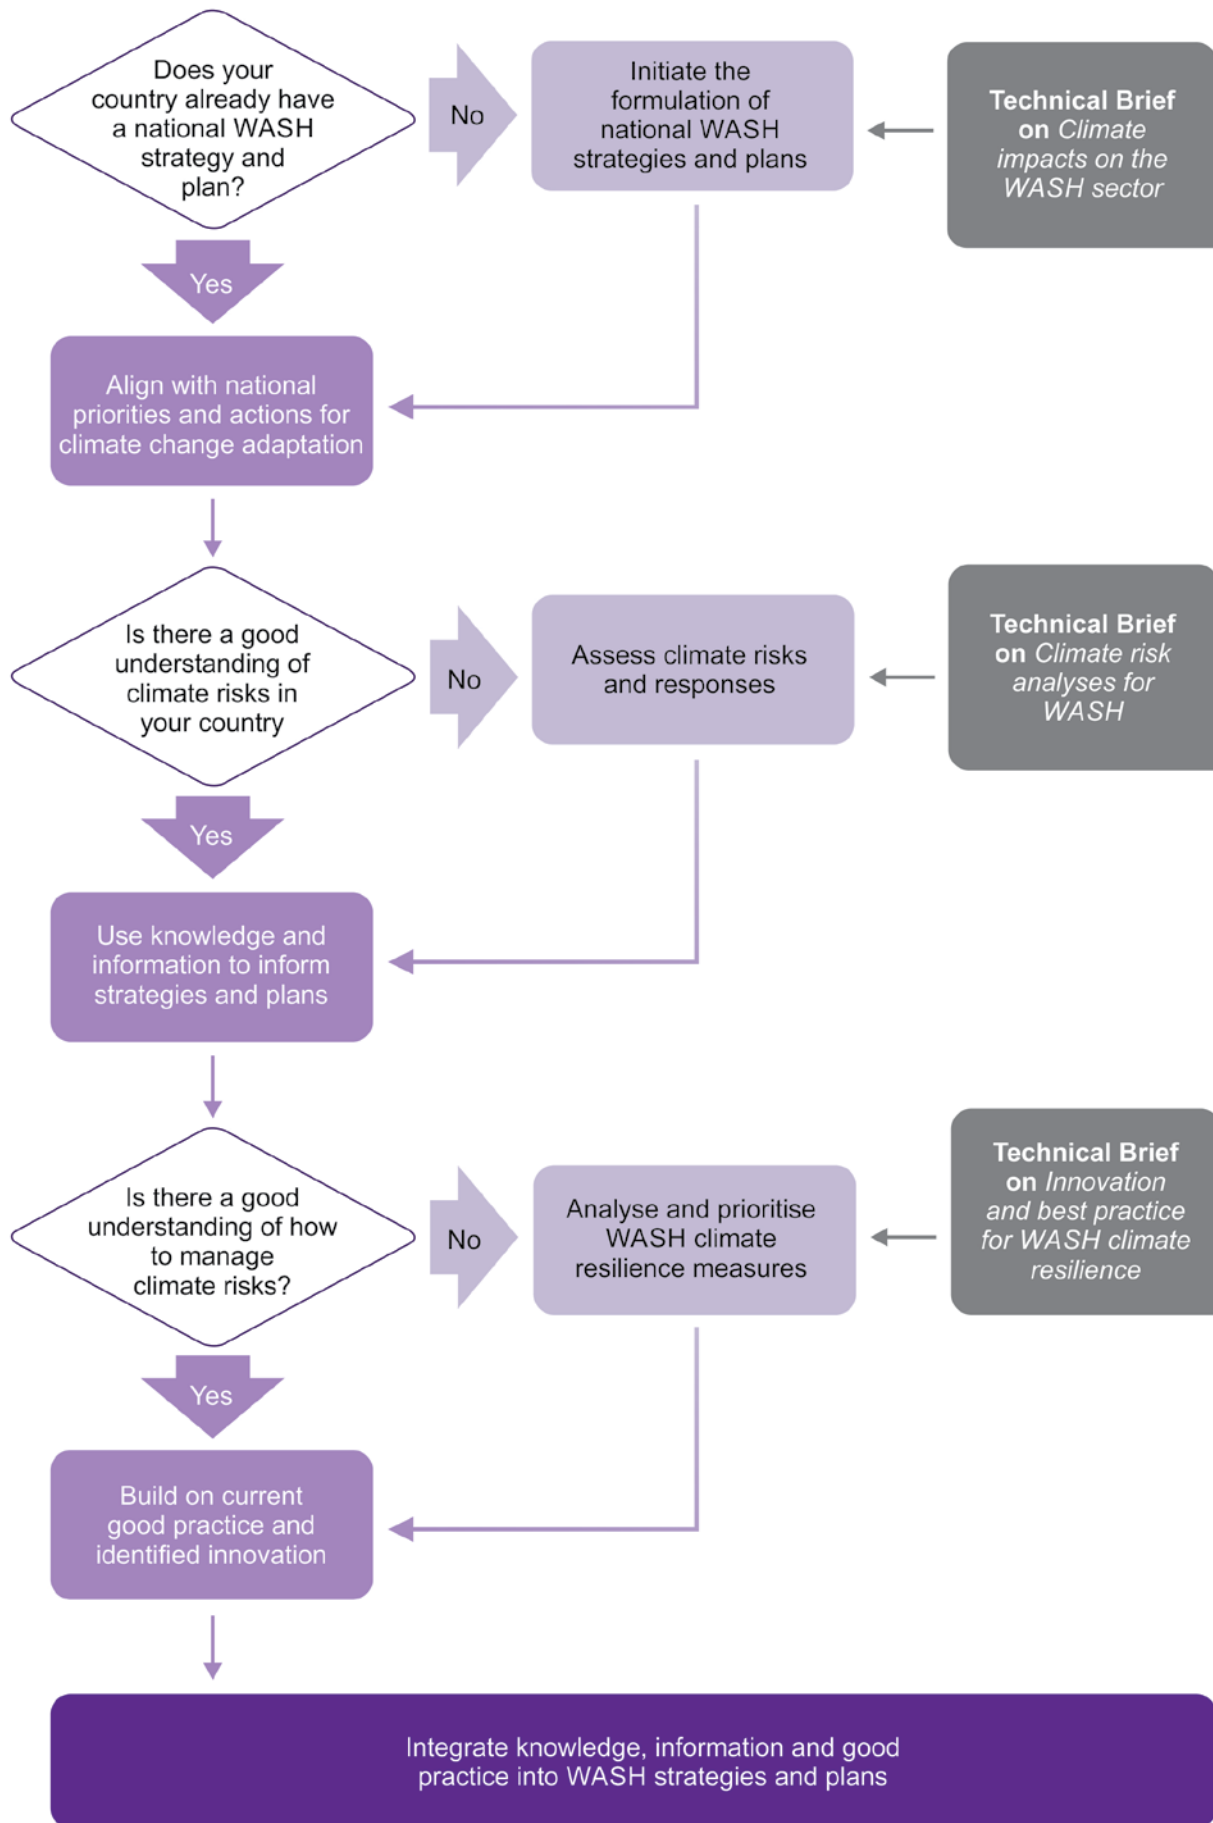 Does your
country already have
a national WASH
strategy and
plan?
No
Initiate the
formulation of
national WASH
strategies and plans
Technical Brief
on Climate
impacts on the
WASH sector
Yes
Align with national
priorities and actions for
climate change adaptation
Is there a good
understanding of
climate risks in
your country
No
Assess climate risks
and responses
Technical Brief
on Climate risk
analyses for
WASH
Yes
Use knowledge and
information to inform
strategies and plans
Is there a good
understanding of how
to manage
climate risks?
No
Analyse and prioritise
WASH climate
resilience measures
Technical Brief
on Innovation
and best practice
for WASH climate
resilience
Yes
Build on current
good practice and
identified innovation
Integrate knowledge, information and good
practice into WASH strategies and plans